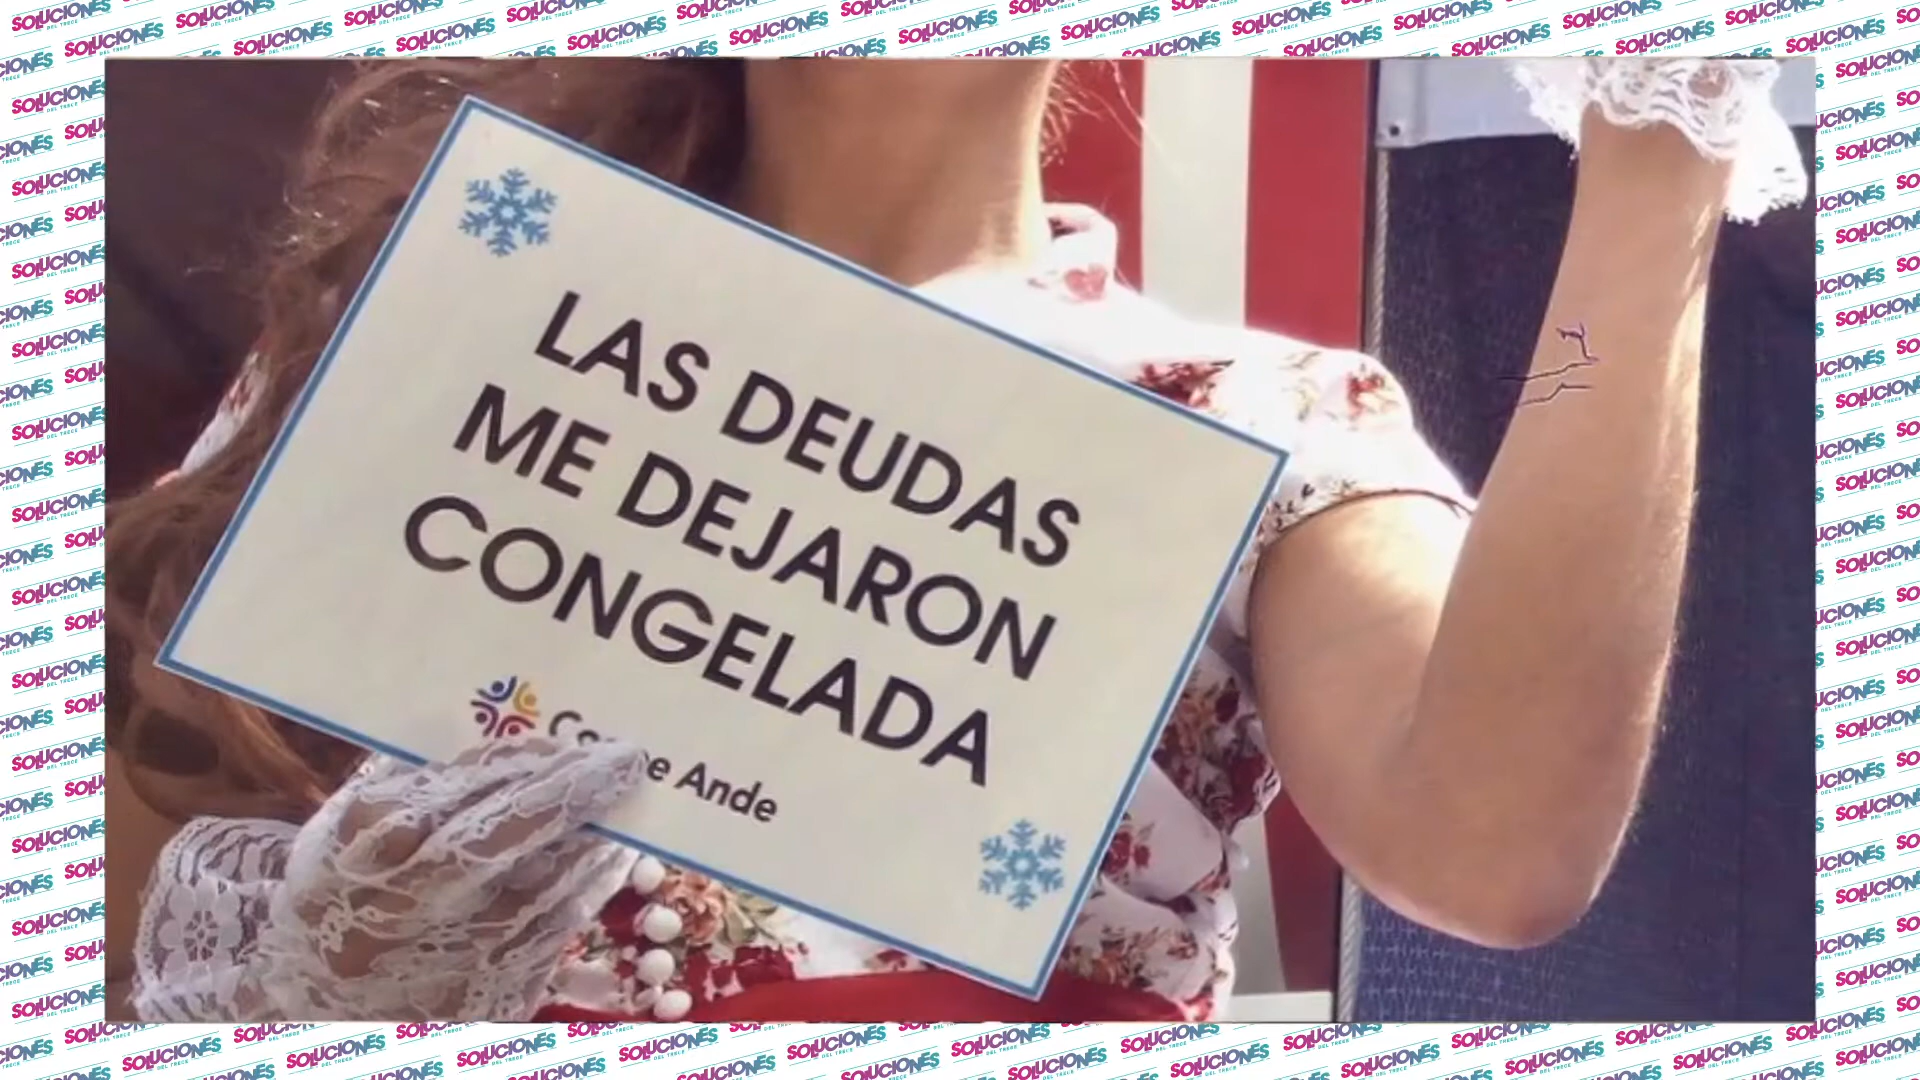 LAS DEUDAS
ME DEJARON
CONGELADA
Ande
SOLUCIONES
DEL TRECE